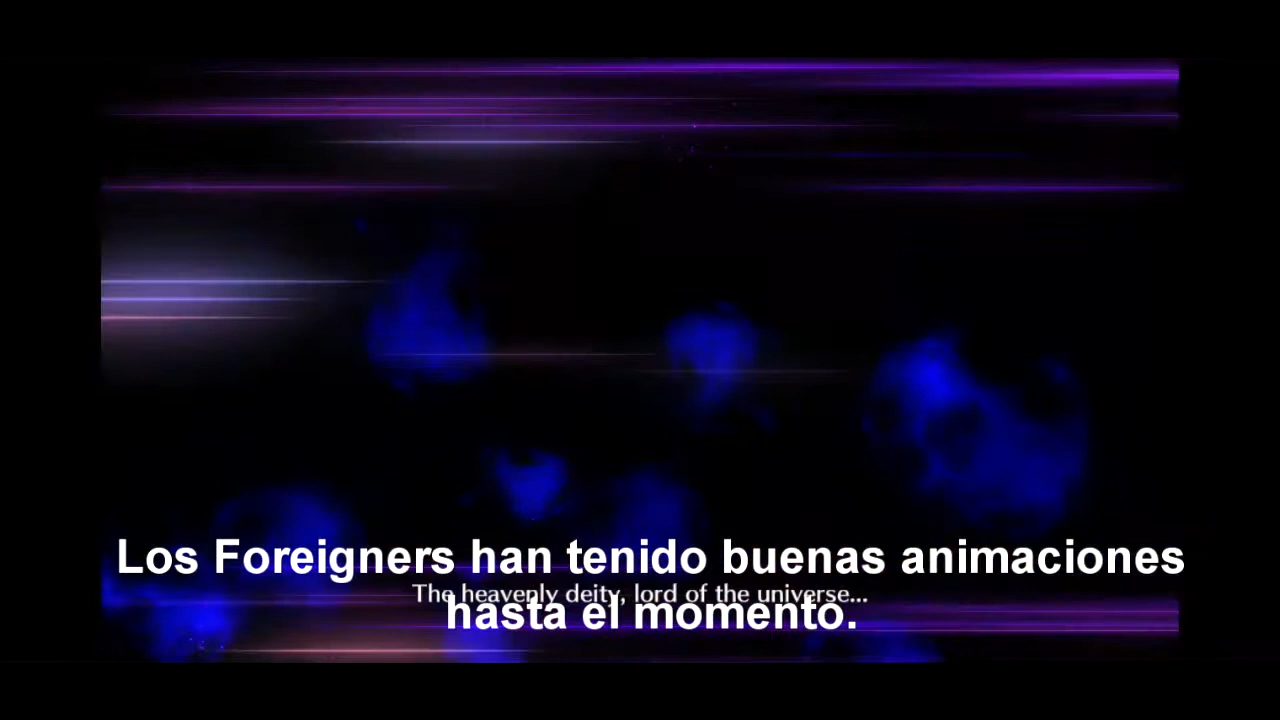 Los Foreigners han tenido buenas animaciones
The heavenly deity, lord of the universe...
hasta el momento.